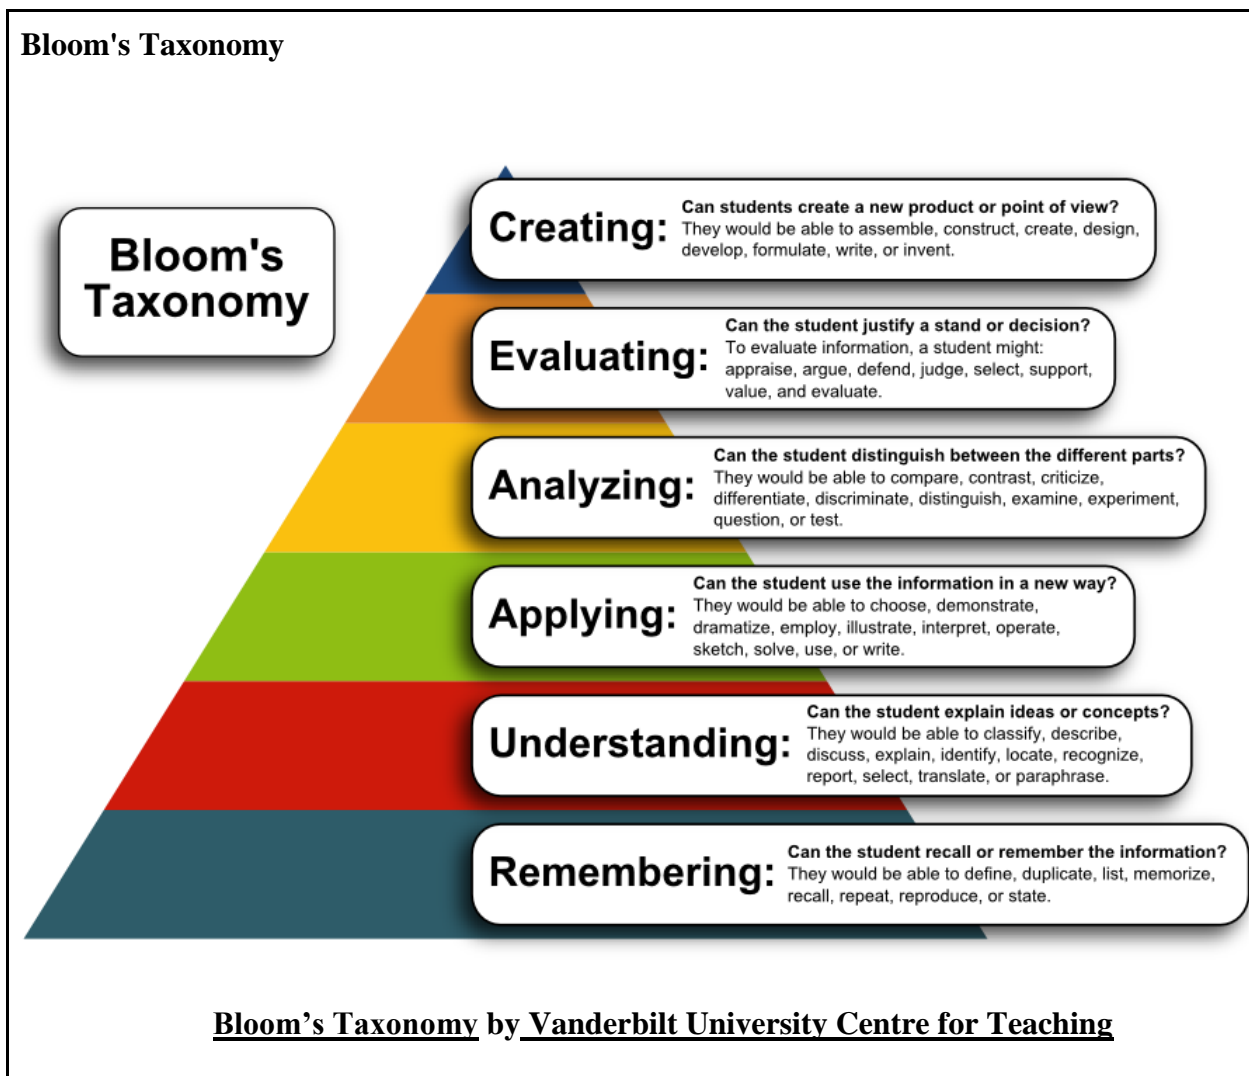 Bloom's Taxonomy
Bloom's
Taxonomy
Creating:
Can students create a new product or point of view?
They would be able to assemble, construct, create, design,
develop, formulate, write, or invent.
Evaluating:
Can the student justify a stand or decision?
To evaluate information, a student might:
appraise, argue, defend, judge, select, support,
value, and evaluate.
Analyzing:
Can the student distinguish between the different parts?
They would be able to compare, contrast, criticize,
differentiate, discriminate, distinguish, examine, experiment,
question, or test.
Applying:
Can the student use the information in a new way?
They would be able to choose, demonstrate,
dramatize, employ, illustrate, interpret, operate,
sketch, solve, use, or write.
Understanding:
Can the student explain ideas or concepts?
They would be able to classify, describe,
discuss, explain, identify, locate, recognize,
report, select, translate, or paraphrase.
Remembering:
Can the student recall or remember the information?
They would be able to define, duplicate, list, memorize,
recall, repeat, reproduce, or state.
Bloom’s Taxonomy by Vanderbilt University Centre for Teaching